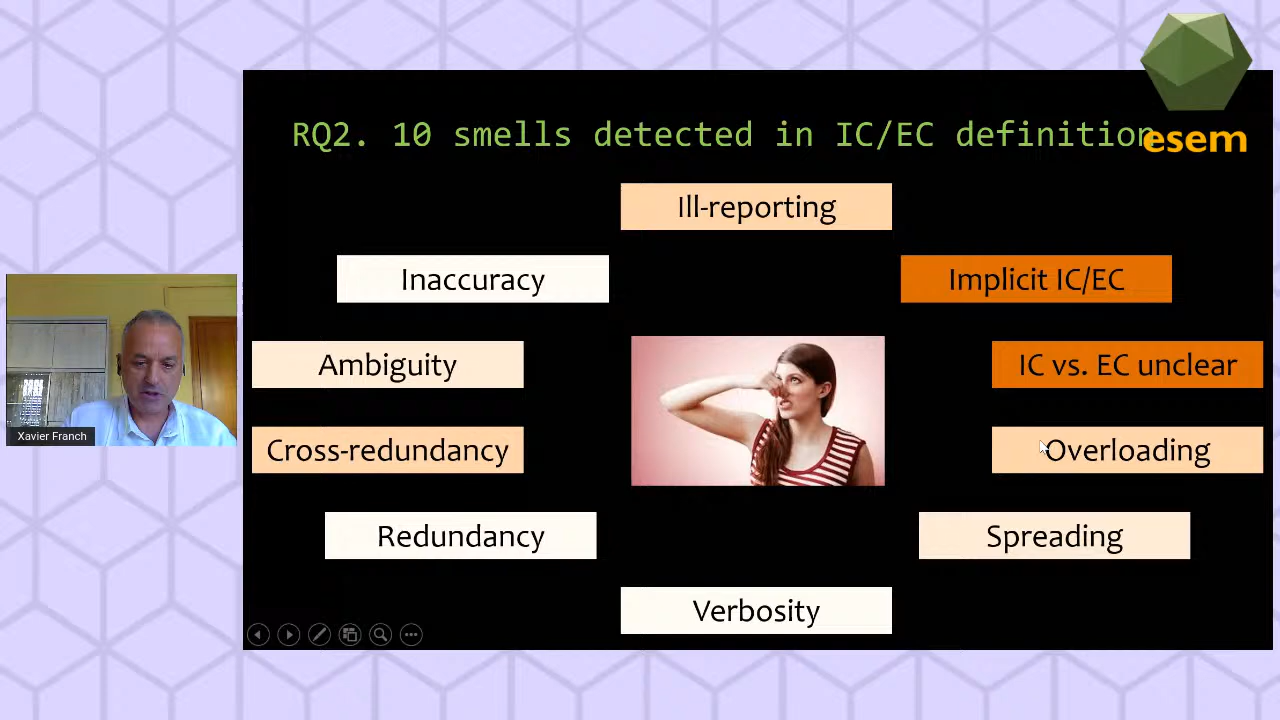 esem
RQ2. 10 smells detected in IC/EC definition
Ill-reporting
Inaccuracy
Implicit IC/EC
Ambiguity
IC vs. EC unclear
Cross-redundancy
Overloading
Redundancy
Spreading
Verbosity
Xavier Franch